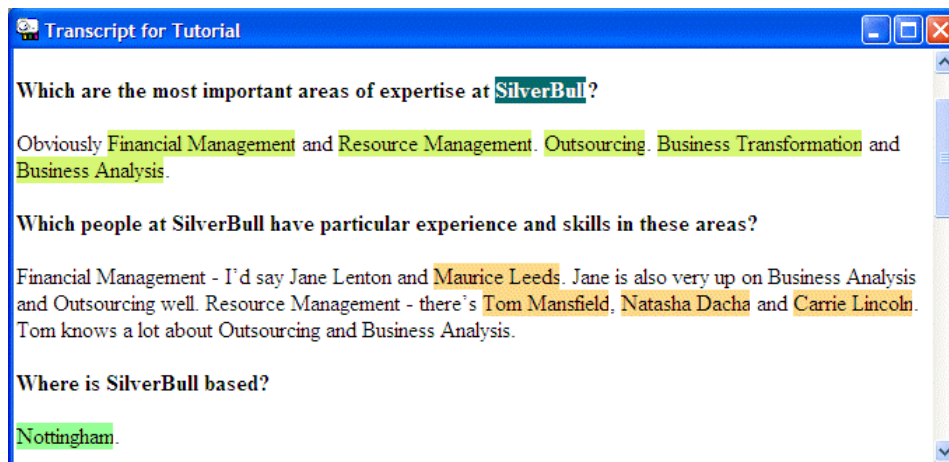 Transcript for Tutorial
Which are the most important areas of expertise at SilverBull?
Obviously Financial Management and Resource Management. Outsourcing. Business Transformation and
Business Analysis.
Which people at SilverBull have particular experience and skills in these areas?
Financial Management - I'd say Jane Lenton and Maurice Leeds. Jane is also very up on Business Analysis
and Outsourcing well. Resource Management - there's Tom Mansfield, Natasha Dacha and Carrie Lincoln.
Tom knows a lot about Outsourcing and Business Analysis.
Where is SilverBull based?
Nottingham.